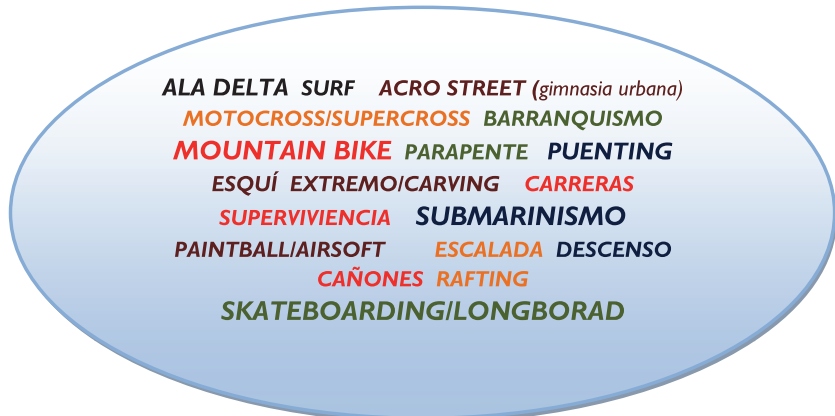 ALA DELTA SURF ACRO STREET (gimnasia urbana)
MOTOCROSS/SUPERCROSS BARRANQUISMO
MOUNTAIN BIKE PARAPENTE PUENTING
ESQUÍ EXTREMO/CARVING CARRERAS
SUPERVIVIENCIA SUBMARINISMO
PAINTBALL/AIRSOFT ESCALADA DESCENSO
CAÑONES RAFTING
SKATEBOARDING/LONGBORAD